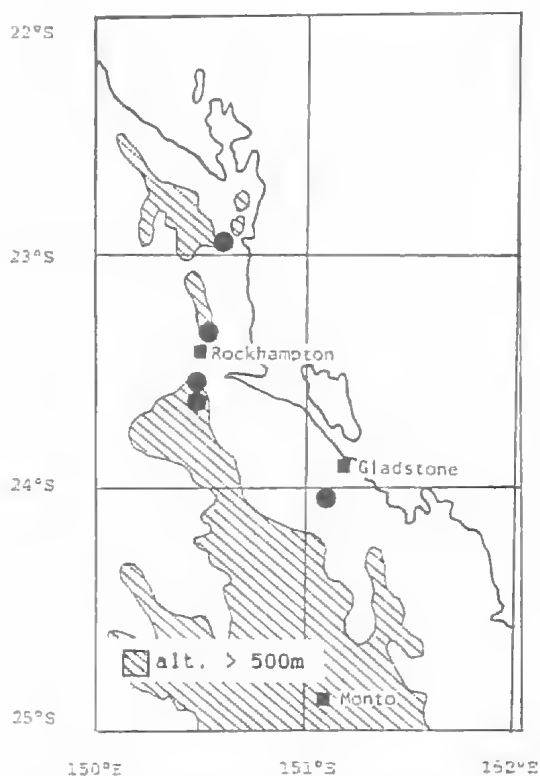 22°S
23°S
Rockhampton
Gladstone
24°S
alt. > 500m
Monto
25°S
150°E
151°E
152°E